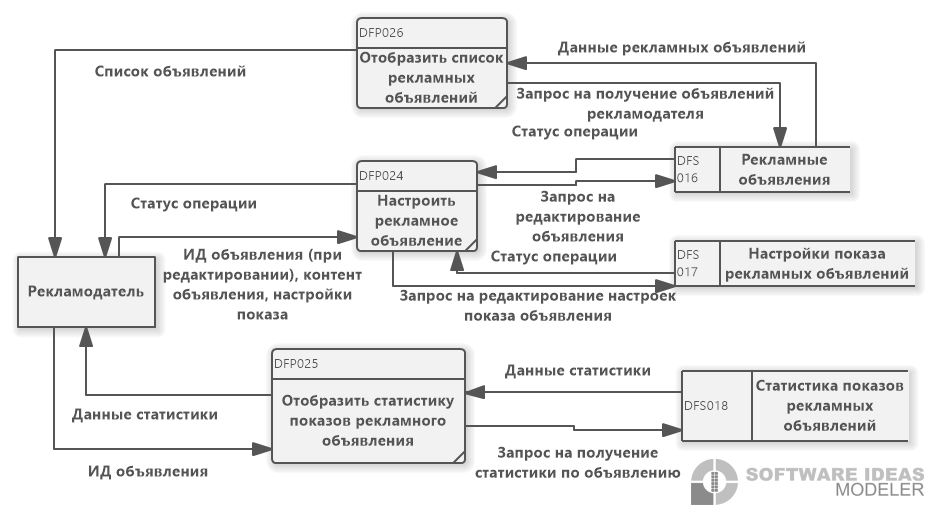 DFP026
Отобразить список
рекламных
объявлений
Список объявлений
Данные рекламных объявлений
Запрос на получение объявлений
рекламодателя
Статус операции
DFS
016
Рекламные
объявления
DFP024
Настроить
рекламное
объявление
Статус операции
Запрос на
редактирование
объявления
Статус операции
ИД объявления (при
редактировании), контент
объявления, настройки
показа
DFS
017
Настройки показа
рекламных объявлений
Запрос на редактирование настроек
показа объявления
Рекламодатель
DFP025
Отобразить статистику
показов рекламного
объявления
Данные статистики
Данные статистики
ИД объявления
DFS018
Статистика показов
рекламных
объявлений
Запрос на получение
статистики по объявлению
SOFTWARE IDEAS
MODELER